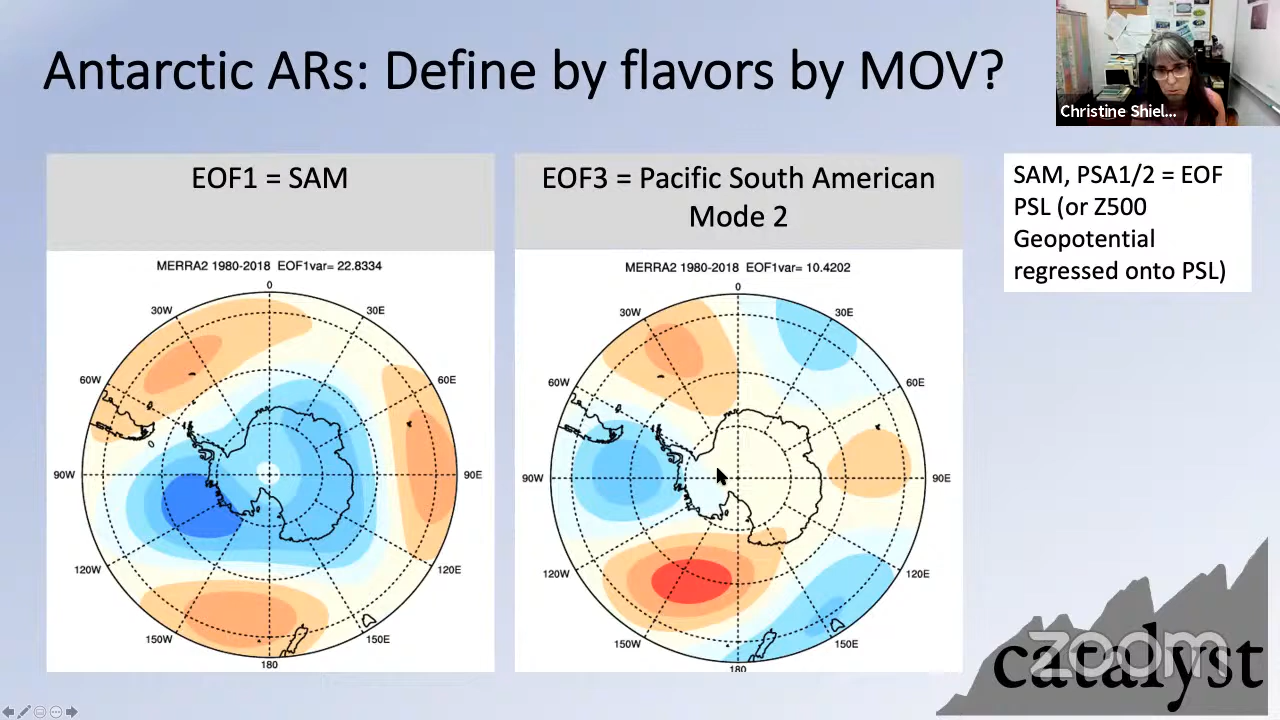 Antarctic ARs: Define by flavors by MOV?
Christine Shiel...
EOF1 = SAM
MERRA2 1980-2018 EOF1var= 22.8334
0
30W
30E
60W
60E
90W
90E
120W
120E
150W
150E
180
EOF3 = Pacific South American
Mode 2
MERRA2 1980-2018 EOF1var= 10.4202
0
30W
30E
60W
60E
90W
90E
120W
120E
150W
150E
180
SAM, PSA1/2 = EOF
PSL (or Z500
Geopotential
regressed onto PSL)
zoom
catalyst